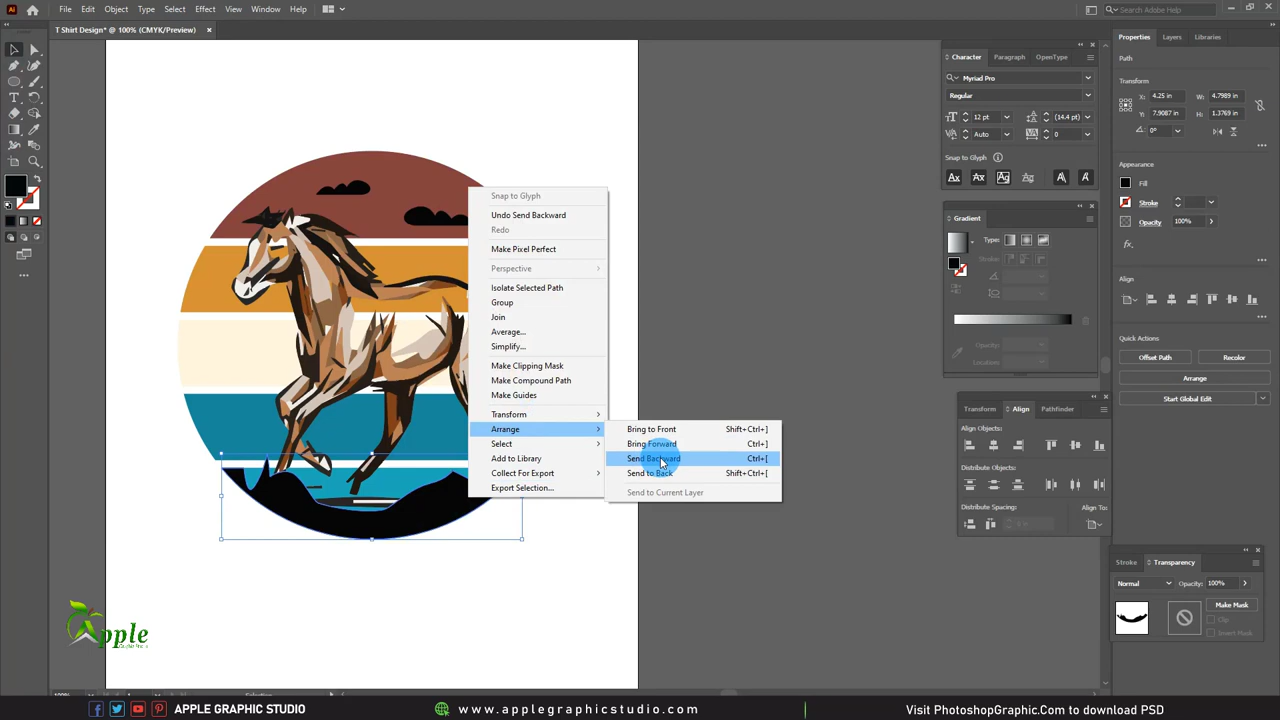 File Edit Object Type Select Effect View Window Help
Search Adobe Help
T Shirt Design* @ 100% (CMYK/Preview) ×
Character Paragraph OpenType
Myriad Pro
Regular
12 pt (14.4 pt)
Auto 0
Snap to Glyph
Gradient
Type:
Stroke:
Opacity:
Location:
Transform Align Pathfinder
Align Objects:
Distribute Objects:
Distribute Spacing: Align To:
Properties Layers Libraries
Path
Transform
X: 4.25 in W: 4.7989 in
Y: 7.9087 in H: 1.3769 in
0°
Appearance
Fill
Stroke
Opacity 100%
fx.
Align
Quick Actions
Offset Path Recolor
Arrange
Start Global Edit
Stroke Transparency
Normal Opacity: 100%
Make Mask
Clip
Invert Mask
Snap to Glyph
Undo Send Backward
Redo
Make Pixel Perfect
Perspective
Isolate Selected Path
Group
Join
Average...
Simplify...
Make Clipping Mask
Make Compound Path
Make Guides
Transform
Arrange
Select
Add to Library
Collect For Export
Export Selection...
Bring to Front Shift+Ctrl+]
Bring Forward Ctrl+]
Send Backward Ctrl+[
Send to Back Shift+Ctrl+[
Send to Current Layer
Apple
APPLE GRAPHIC STUDIO
www.applegraphicstudio.com
Visit PhotoshopGraphic.Com to download PSD